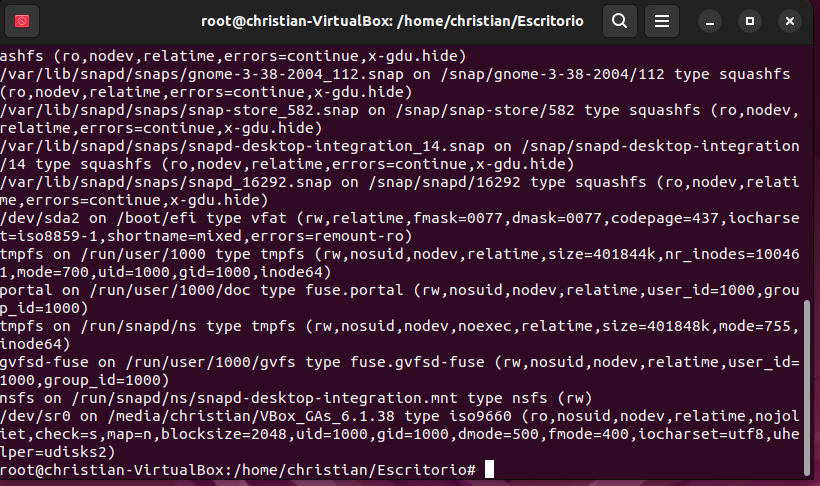 root@christian-VirtualBox: /home/christian/Escritorio
ashfs (ro,nodev,relatime,errors=continue,x-gdu.hide)
/var/lib/snapd/snaps/gnome-3-38-2004_112.snap on /snap/gnome-3-38-2004/112 type squashfs
(ro,nodev,relatime,errors=continue,x-gdu.hide)
/var/lib/snapd/snaps/snap-store_582.snap on /snap/snap-store/582 type squashfs (ro,nodev,
relatime,errors=continue,x-gdu.hide)
/var/lib/snapd/snaps/snapd-desktop-integration_14.snap on /snap/snapd-desktop-integration
/14 type squashfs (ro,nodev,relatime,errors=continue,x-gdu.hide)
/var/lib/snapd/snaps/snapd_16292.snap on /snap/snapd/16292 type squashfs (ro,nodev,relati
me,errors=continue,x-gdu.hide)
/dev/sda2 on /boot/efi type vfat (rw,relatime,fmask=0077,dmask=0077,codepage=437,iocharse
t=iso8859-1,shortname=mixed,errors=remount-ro)
tmpfs on /run/user/1000 type tmpfs (rw,nosuid,nodev,relatime,size=401844k,nr_inodes=10046
1,mode=700,uid=1000,gid=1000,inode64)
portal on /run/user/1000/doc type fuse.portal (rw,nosuid,nodev,relatime,user_id=1000,grou
p_id=1000)
tmpfs on /run/snapd/ns type tmpfs (rw,nosuid,nodev,noexec,relatime,size=401848k,mode=755,
inode64)
gvfsd-fuse on /run/user/1000/gvfs type fuse.gvfsd-fuse (rw,nosuid,nodev,relatime,user_id=
1000,group_id=1000)
nsfs on /run/snapd/ns/snapd-desktop-integration.mnt type nsfs (rw)
/dev/sr0 on /media/christian/VBox_GAs_6.1.38 type iso9660 (ro,nosuid,nodev,relatime,nojol
iet,check=s,map=n,blocksize=2048,uid=1000,gid=1000,dmode=500,fmode=400,iocharset=utf8,uhe
lper=udisks2)
root@christian-VirtualBox:/home/christian/Escritorio#